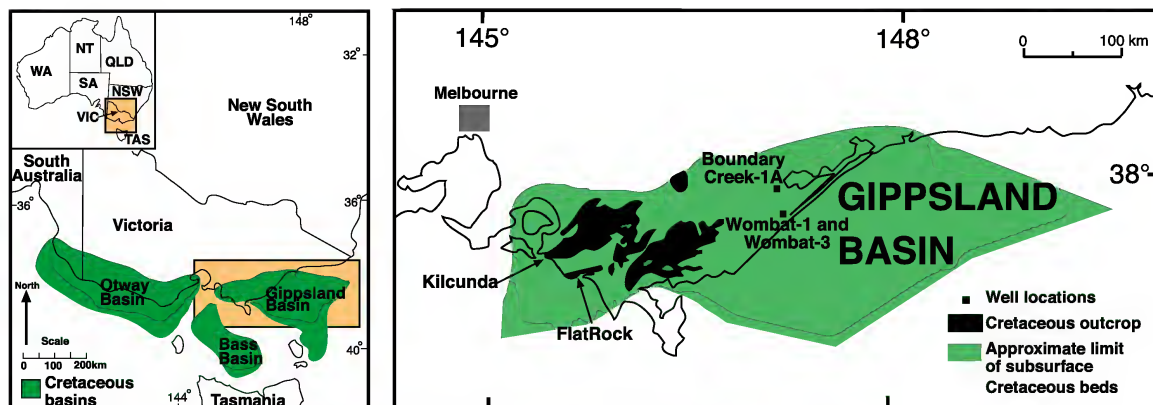 148°
32°
NT
QLD
WA
SA
NSW
VIC
TAS
New South
Wales
South
Australia
36°
36°
Victoria
Otway
Basin
Gippsland
Basin
North
Bass
Basin
Scale
0 100 200km
40°
Cretaceous
basins
144°
Tasmania
145°
148°
0 100 km
Melbourne
38°
Boundary
Creek-1A
GIPPSLAND
BASIN
Wombat-1 and
Wombat-3
Kilcunda
FlatRock
Well locations
Cretaceous outcrop
Approximate limit
of subsurface
Cretaceous beds